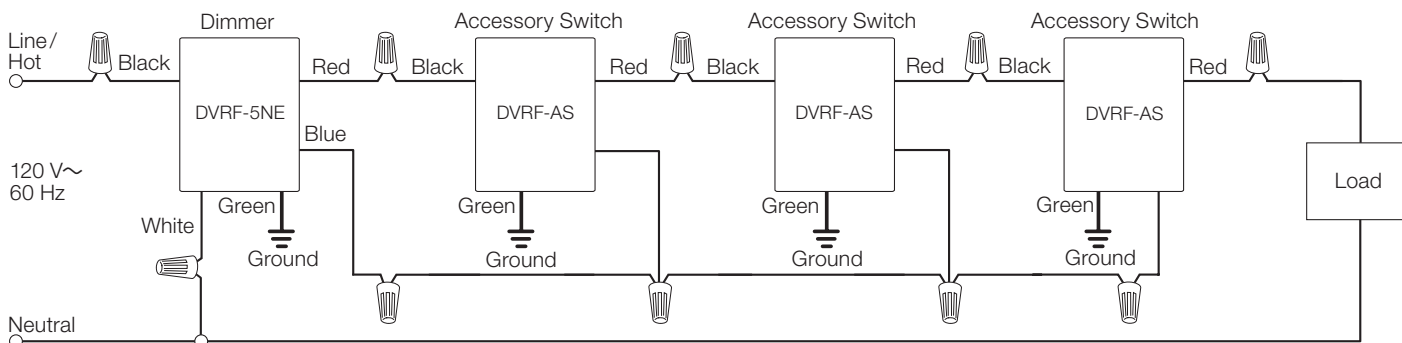 Dimmer
Accessory Switch
Accessory Switch
Accessory Switch
Line/
Hot
Black
Red
Black
Red
Black
Red
Black
Red
DVRF-5NE
DVRF-AS
DVRF-AS
DVRF-AS
Blue
120 V~
60 Hz
Load
Green
Green
Green
Green
White
Ground
Ground
Ground
Ground
Neutral